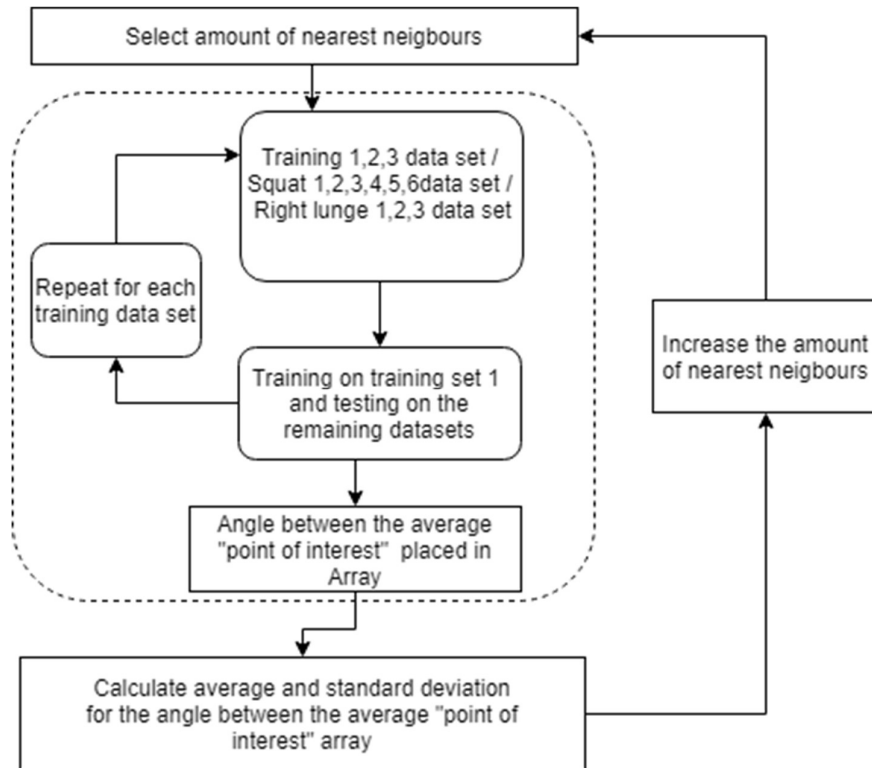 Select amount of nearest neigbours
Training 1,2,3 data set /
Squat 1,2,3,4,5,6data set /
Right lunge 1,2,3 data set
Repeat for each
training data set
Training on training set 1
and testing on the
remaining datasets
Angle between the average
"point of interest" placed in
Array
Calculate average and standard deviation
for the angle between the average "point of
interest" array
Increase the amount
of nearest neigbours